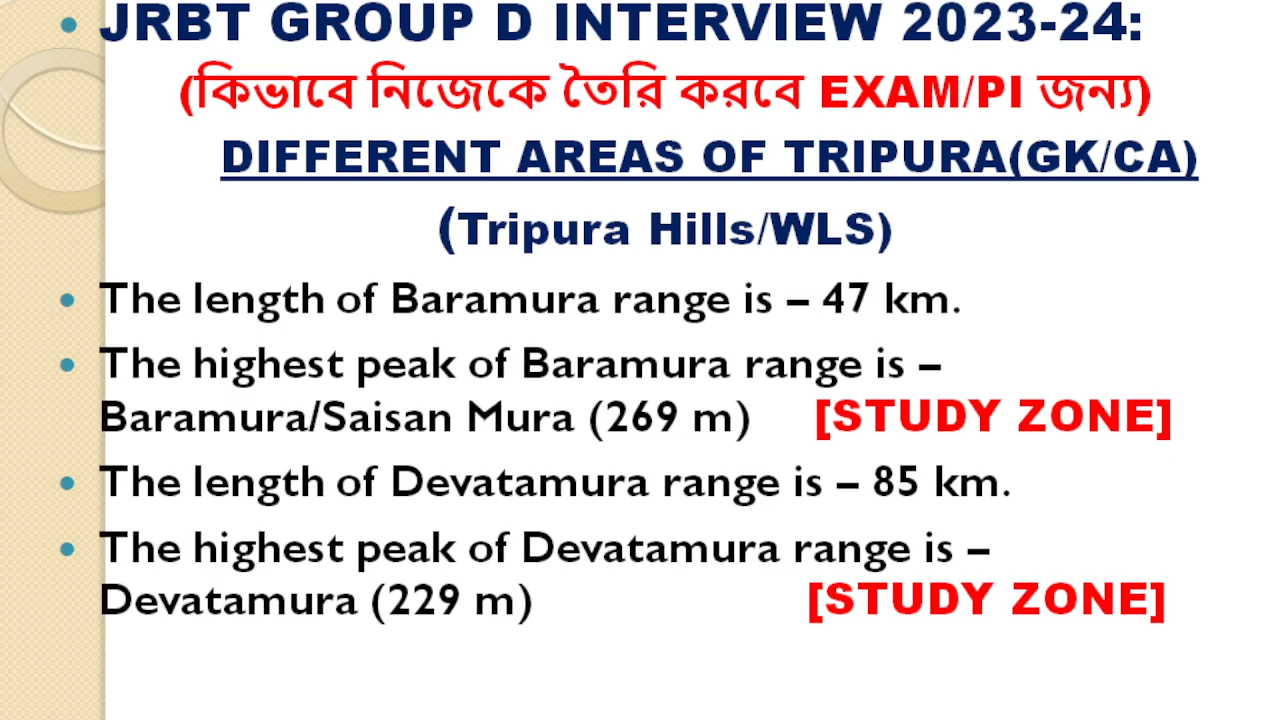 • JRBT GROUP D INTERVIEW 2023-24:
(কিভাবে নিজেকে তৈরি করবে EXAM/PI জন্য)
DIFFERENT AREAS OF TRIPURA(GK/CA)
(Tripura Hills/WLS)
• The length of Baramura range is – 47 km.
• The highest peak of Baramura range is –
Baramura/Saisan Mura (269 m) [STUDY ZONE]
• The length of Devatamura range is – 85 km.
• The highest peak of Devatamura range is –
Devatamura (229 m) [STUDY ZONE]